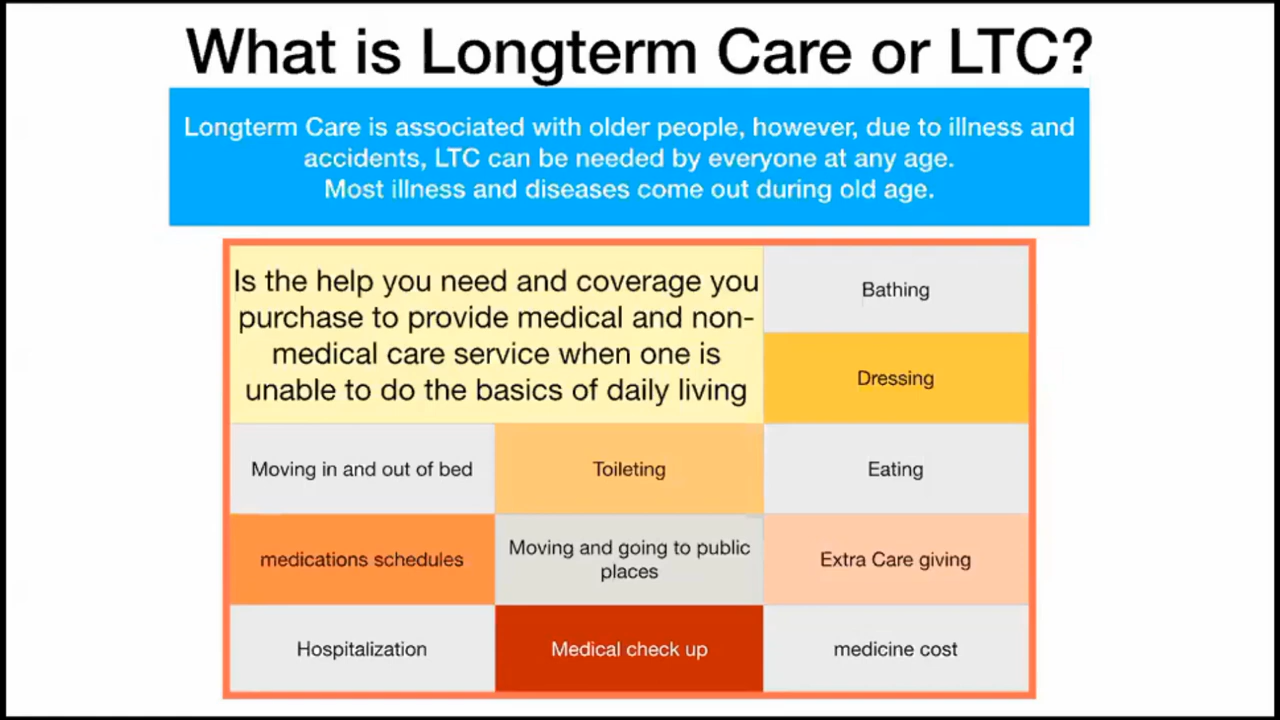 What is Longterm Care or LTC?
Longterm Care is associated with older people, however, due to illness and
accidents, LTC can be needed by everyone at any age.
Most illness and diseases come out during old age.
Is the help you need and coverage you
purchase to provide medical and non-
medical care service when one is
unable to do the basics of daily living
Bathing
Dressing
Moving in and out of bed
Toileting
Eating
medications schedules
Moving and going to public
places
Extra Care giving
Hospitalization
Medical check up
medicine cost